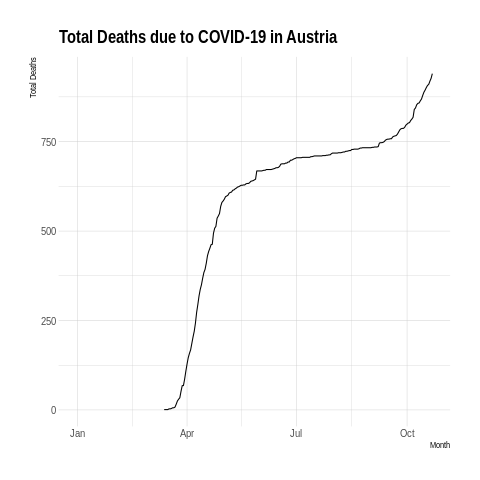 Total Deaths due to COVID-19 in Austria
Total Deaths
750
500
250
0
Jan Apr Jul Oct
Month